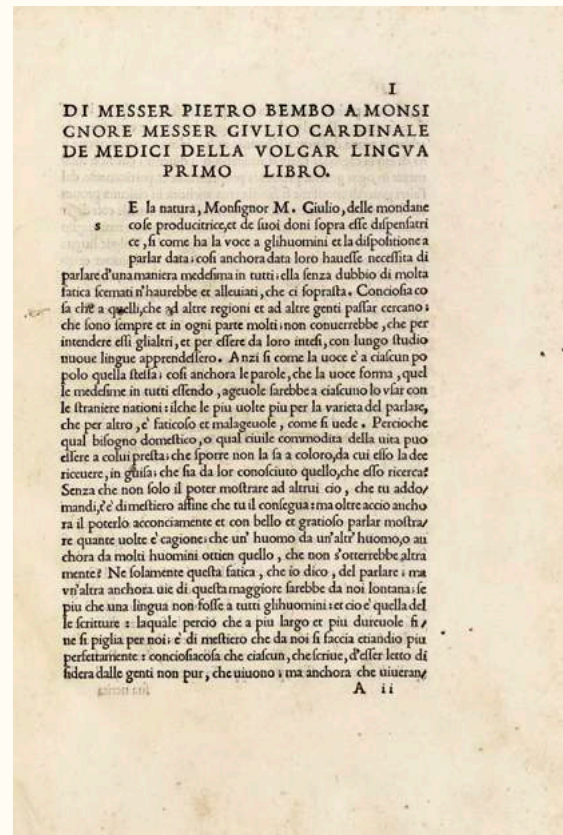 I
DI MESSER PIETRO BEMBO A MONSI
GNORE MESSER GIVLIO CARDINALE
DE MEDICI DELLA VOLGAR LINGVA
PRIMO LIBRO.
s E la natura, Monſignor M. Giulio, delle mondane
coſe producitrice, et de ſuoi doni ſopra eſſe diſpenſatri
ce, ſi come ha la voce a glihuomini et la diſpoſitione a
parlar data; coſi anchora data loro haueſſe neceſſita di
parlare d'una maniera medeſima in tutti; ella ſenza dubbio di molta
fatica ſcemati n'haurebbe et alleuiati, che ci ſopraſta. Concioſia co
ſa che a quelli, che ad altre regioni et ad altre genti paſſar cercano;
che ſono ſempre et in ogni parte molti; non conuerrebbe, che per
intendere eſſi glialtri, et per eſſere da loro inteſi, con lungo ſtudio
nuoue lingue apprendeſſero. Anzi ſi come la uoce è a ciaſcun po
polo quella ſteſſa; coſi anchora le parole, che la uoce forma, quel
le medeſime in tutti eſſendo, ageuole ſarebbe a ciaſcuno lo vſar con
le ſtraniere nationi: ilche le piu uolte piu per la varieta del parlare,
che per altro, è faticoſo et malageuole, come ſi uede. Percioche
qual biſogno domeſtico, o qual ciuile commodita della uita puo
eſſere a colui preſta; che ſporre non la ſa a coloro, da cui eſſo la dee
riceuere, in guiſa; che ſia da lor conoſciuto quello, che eſſo ricerca?
Senza che non ſolo il poter moſtrare ad altrui cio, che tu addo/
mandi, t'è di meſtiero affine che tu il conſegua: ma oltre accio ancho
ra il poterlo acconciamente et con bello et gratioſo parlar moſtra/
re quante uolte è cagione; che un' huomo da un'altr' huomo, o an
chora da molti huomini ottien quello, che non s'otterrebbe altra
mente? Ne ſolamente queſta fatica, che io dico, del parlare; ma
vn'altra anchora uie di queſta maggiore ſarebbe da noi lontana; ſe
piu che una lingua non foſſe a tutti glihuomini: et cio è quella del
le ſcritture: laquale percio che a piu largo et piu dureuole fi/
ne ſi piglia per noi; è di meſtiero che da noi ſi faccia etiandio piu
perfettamente: concioſiacoſa che ciaſcun, che ſcriue, d'eſſer letto di
ſidera dalle genti non pur, che uiuono; ma anchora che uiueran/
A ii